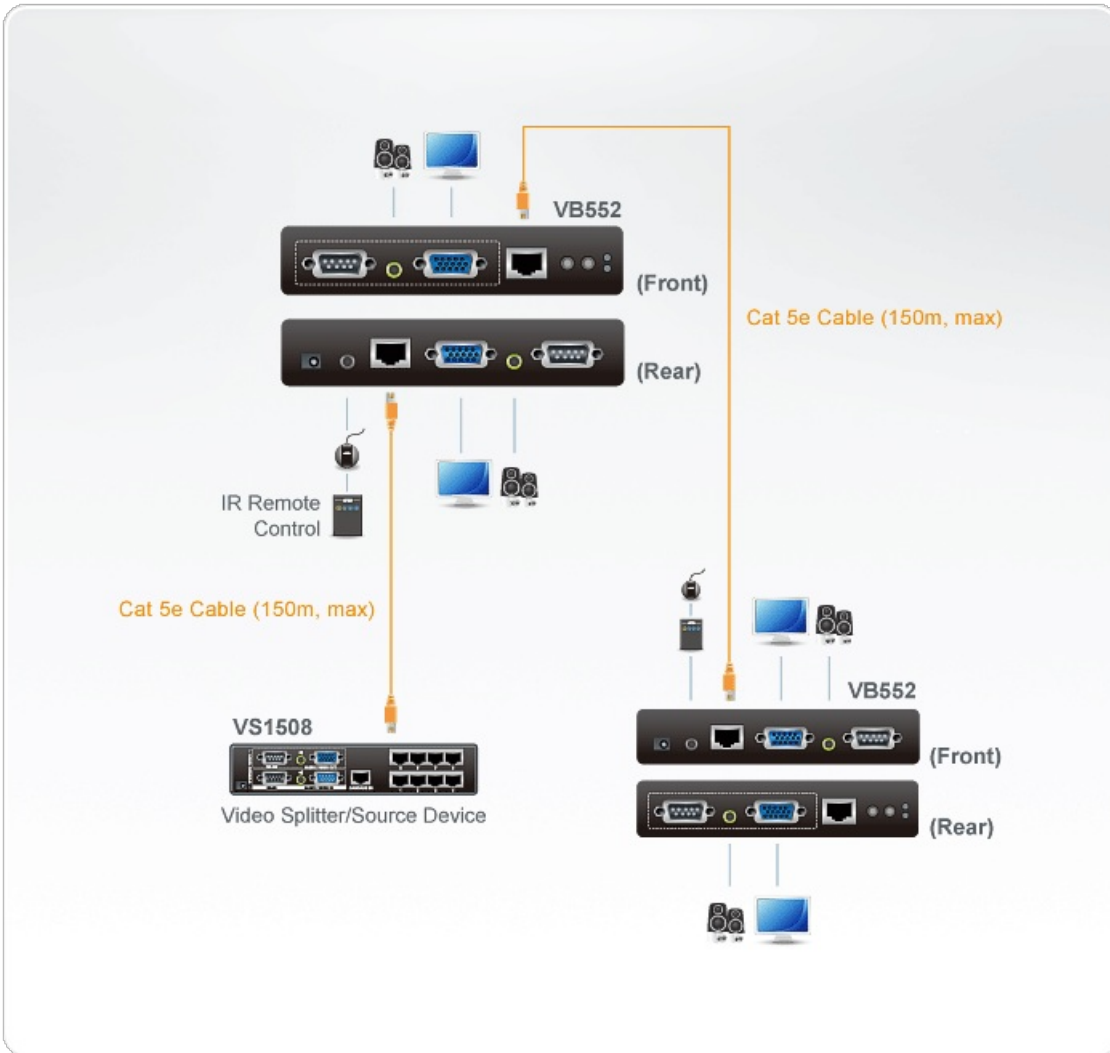 VB552
(Front)
Cat 5e Cable (150m, max)
(Rear)
IR Remote
Control
Cat 5e Cable (150m, max)
VS1508
Video Splitter/Source Device
VB552
(Front)
(Rear)